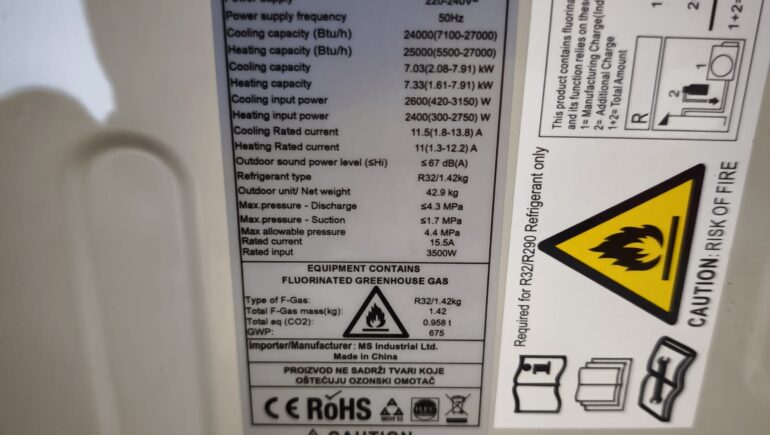 Power supply 220-240V~
Power supply frequency 50Hz
Cooling capacity (Btu/h) 24000(7100-27000)
Heating capacity (Btu/h) 25000(5500-27000)
Cooling capacity 7.03(2.08-7.91) kW
Heating capacity 7.33(1.61-7.91) kW
Cooling input power 2600(420-3150) W
Heating input power 2400(300-2750) W
Cooling Rated current 11.5(1.8-13.8) A
Heating Rated current 11(1.3-12.2) A
Outdoor sound power level (≤Hi) ≤67 dB(A)
Refrigerant type R32/1.42kg
Outdoor unit/ Net weight 42.9 kg
Max.pressure - Discharge ≤4.3 MPa
Max.pressure - Suction ≤1.7 MPa
Max allowable pressure 4.4 MPa
Rated current 15.5A
Rated input 3500W
EQUIPMENT CONTAINS
FLUORINATED GREENHOUSE GAS
Type of F-Gas: R32/1.42kg
Total F-Gas mass(kg): 1.42
Total eq (CO2): 0.958 t
GWP: 675
Importer/Manufacturer: MS Industrial Ltd.
Made in China
PROIZVOD NE SADRŽI TVARI KOJE
OŠTEĆUJU OZONSKI OMOTAČ
CE RoHS
CAUTION
This product contains
and its function relies on these
1= Manufacturing Charge
2= Additional Charge
1+2= Total Amount
R
2
1
1
2
1+2=
Required for R32/R290 Refrigerant only
CAUTION: RISK OF FIRE